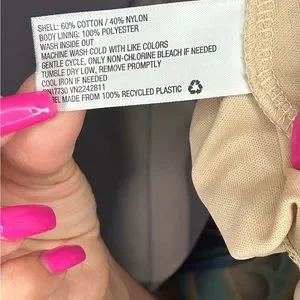 SHELL: 60% COTTON / 40% NYLON
BODY LINING: 100% POLYESTER
WASH INSIDE OUT
MACHINE WASH COLD WITH LIKE COLORS
GENTLE CYCLE, ONLY NON-CHLORINE BLEACH IF NEEDED
TUMBLE DRY LOW, REMOVE PROMPTLY
COOL IRON IF NEEDED
17730 VN2242811
EL MADE FROM 100% RECYCLED PLASTIC